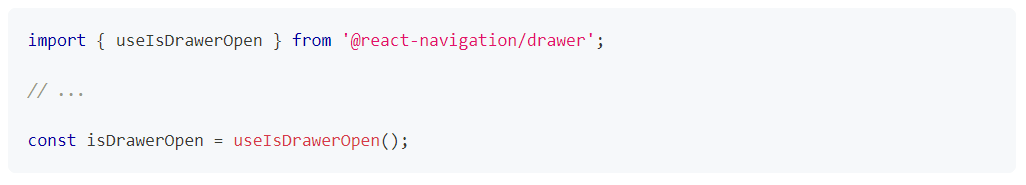 import { useIsDrawerOpen } from '@react-navigation/drawer';
// ...
const isDrawerOpen = useIsDrawerOpen();